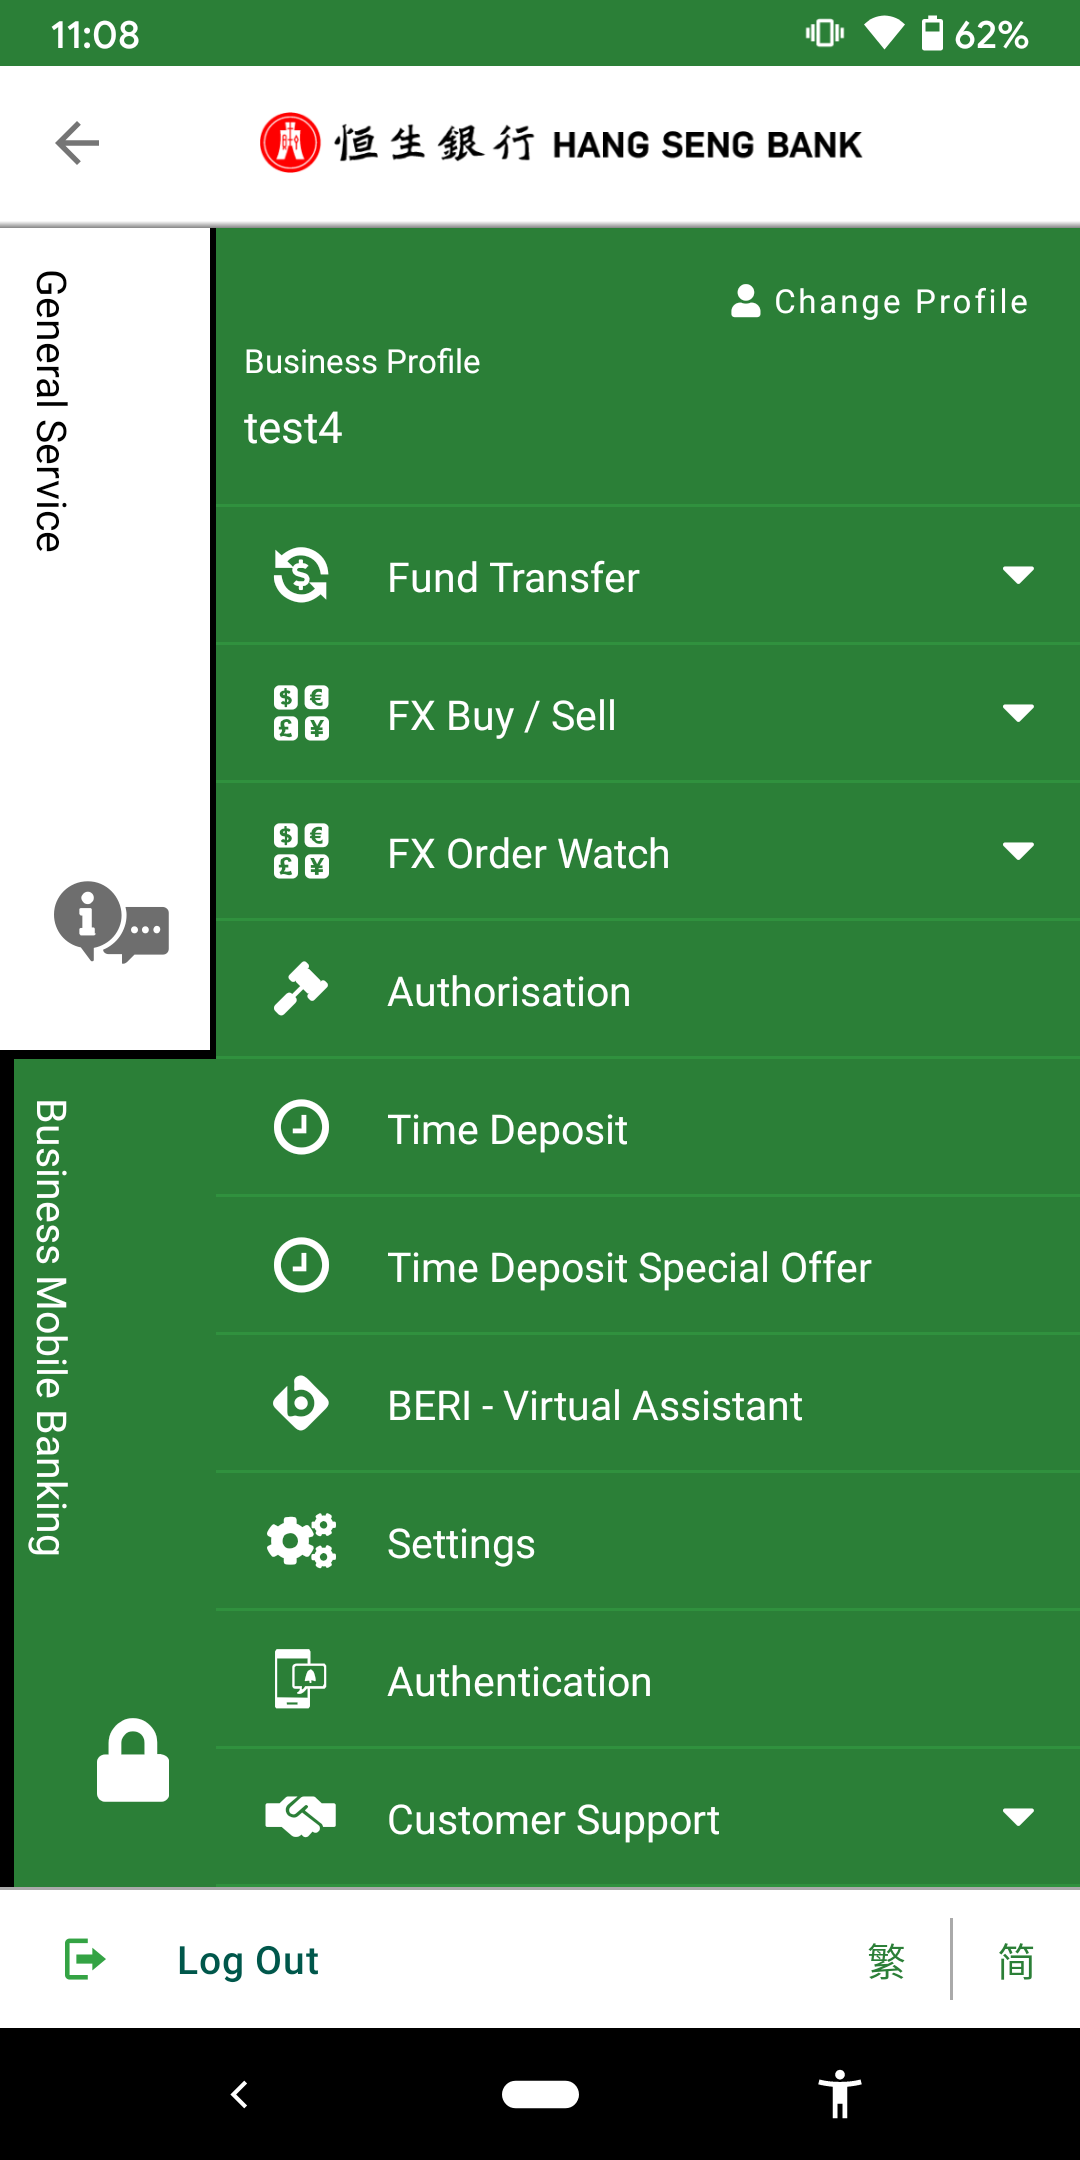 11:08
62%
恒生銀行 HANG SENG BANK
General Service
Change Profile
Business Profile
test4
Fund Transfer
FX Buy / Sell
FX Order Watch
Authorisation
Time Deposit
Time Deposit Special Offer
BERI - Virtual Assistant
Settings
Authentication
Customer Support
Business Mobile Banking
Log Out
繁
简